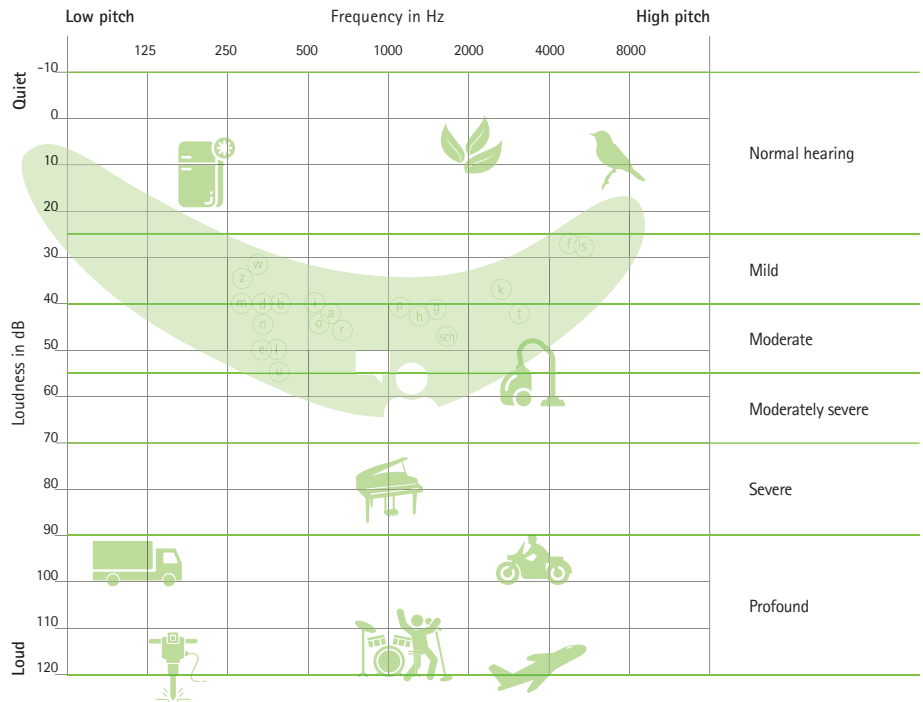 Low pitch Frequency in Hz High pitch
125 250 500 1000 2000 4000 8000
Quiet
-10
0
10
20
30
40
50
60
70
80
90
100
110
120
Loudness in dB
Loud
Normal hearing
Mild
Moderate
Moderately severe
Severe
Profound
f s
w
z k
m d b i p g
a h t
n o r
sch
e l
u